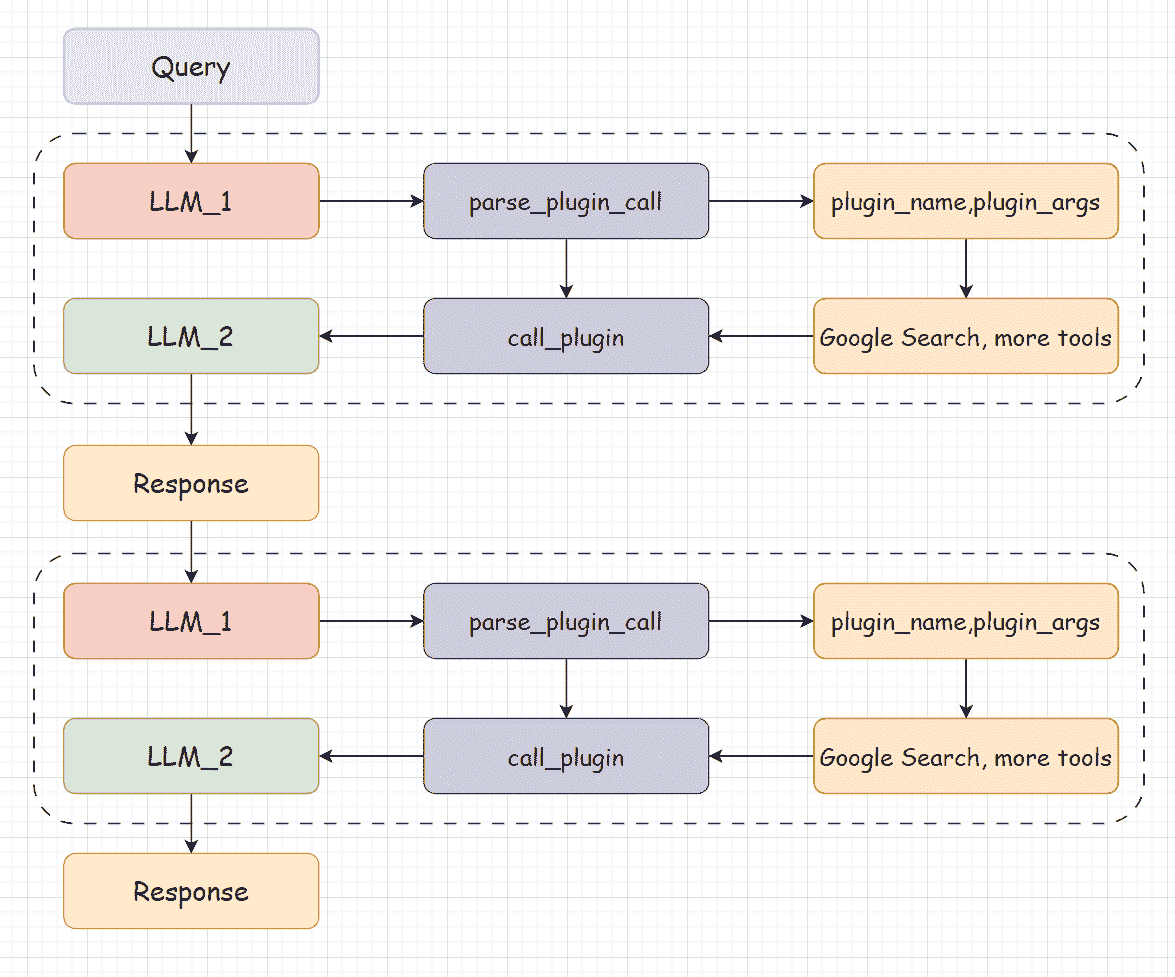 Query
LLM_1
parse_plugin_call
plugin_name,plugin_args
LLM_2
call_plugin
Google Search, more tools
Response
LLM_1
parse_plugin_call
plugin_name,plugin_args
LLM_2
call_plugin
Google Search, more tools
Response